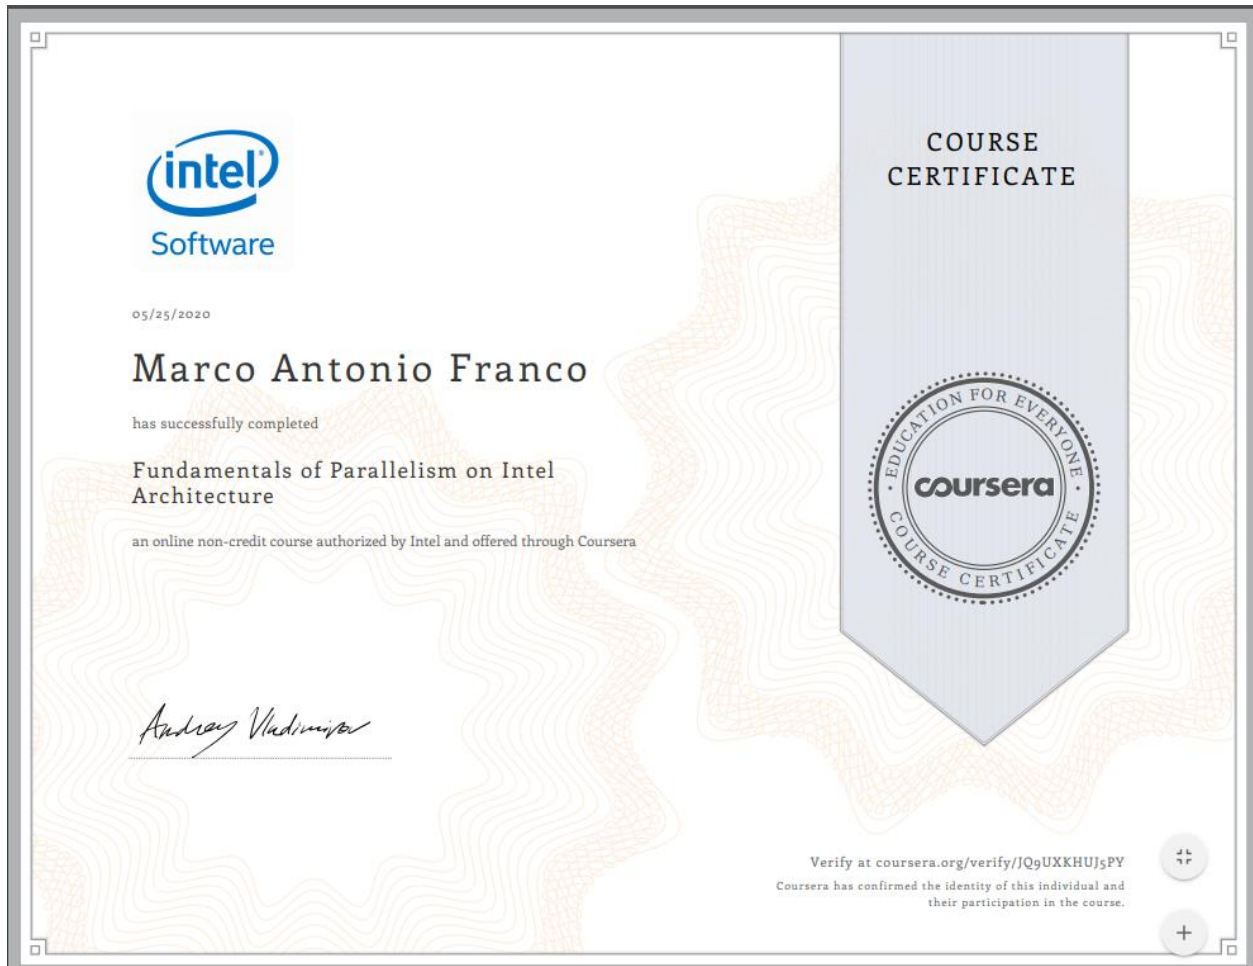 intel
Software
05/25/2020
Marco Antonio Franco
has successfully completed
Fundamentals of Parallelism on Intel
Architecture
an online non-credit course authorized by Intel and offered through Coursera
Andrey Vladimirov
COURSE
CERTIFICATE
EDUCATION FOR EVERYONE
coursera
COURSE CERTIFICATE
Verify at coursera.org/verify/JQ9UXKHUJ5PY
Coursera has confirmed the identity of this individual and
their participation in the course.